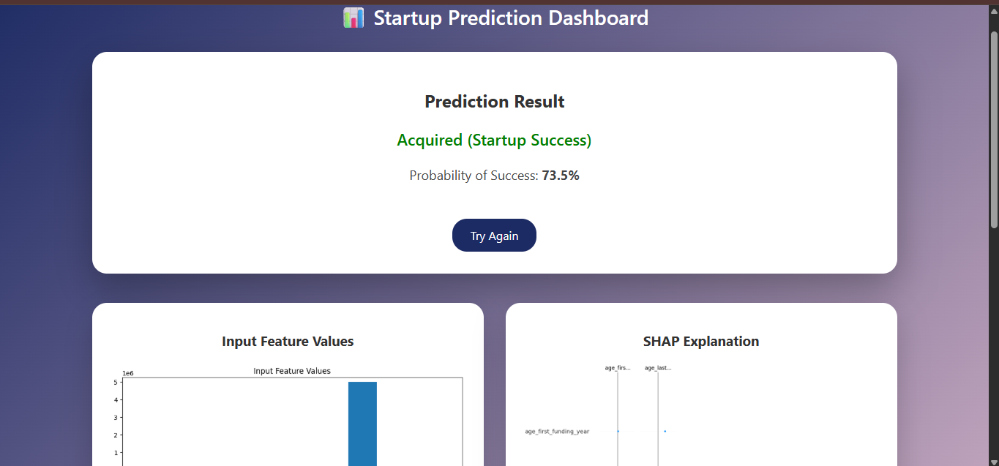 📊 Startup Prediction Dashboard
Prediction Result
Acquired (Startup Success)
Probability of Success: 73.5%
Try Again
Input Feature Values
Input Feature Values
1e6
5
4
3
2
1
SHAP Explanation
age_firs... age_last...
age_first_funding_year